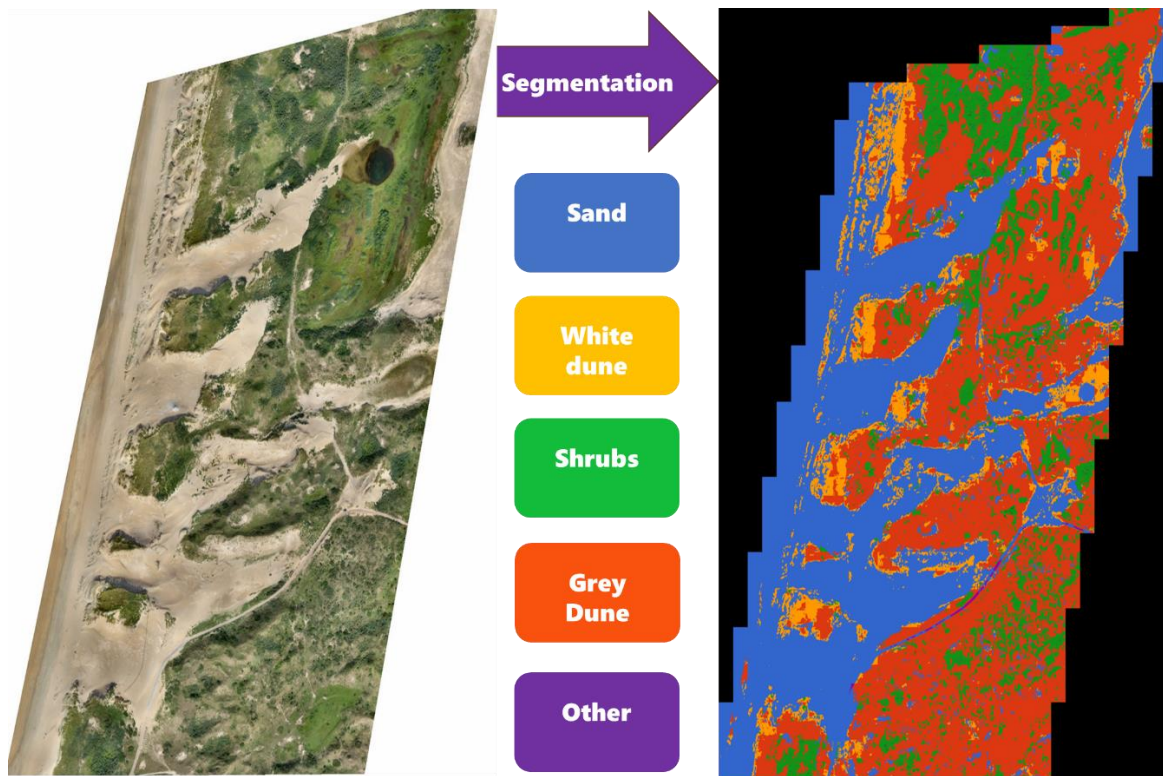 Segmentation
Sand
White
dune
Shrubs
Grey
Dune
Other